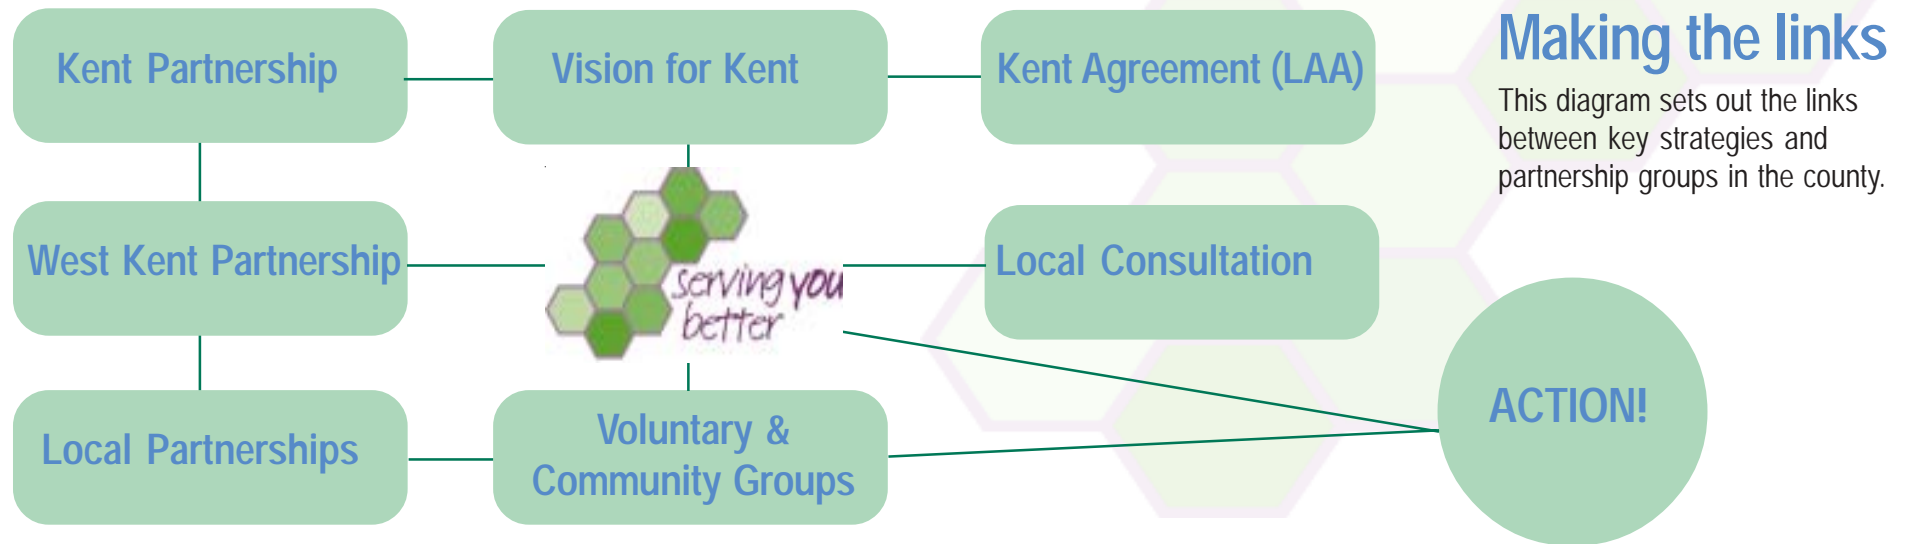 Kent Partnership
Vision for Kent
Kent Agreement (LAA)
Making the links
This diagram sets out the links
between key strategies and
partnership groups in the county.
West Kent Partnership
serving you
better
Local Consultation
ACTION!
Local Partnerships
Voluntary &
Community Groups